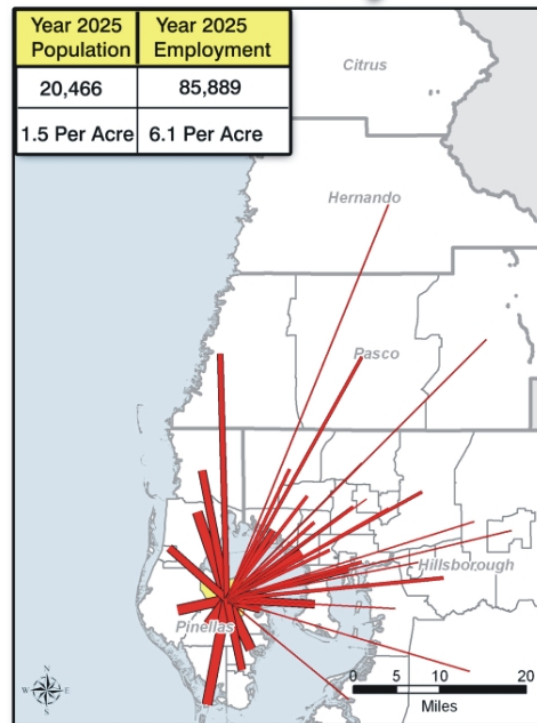 Year 2025 Population
Year 2025 Employment
20,466
85,889
1.5 Per Acre
6.1 Per Acre
Citrus
Hernando
Pasco
Hillsborough
Pinellas
N
W
E
S
0 5 10 20
Miles